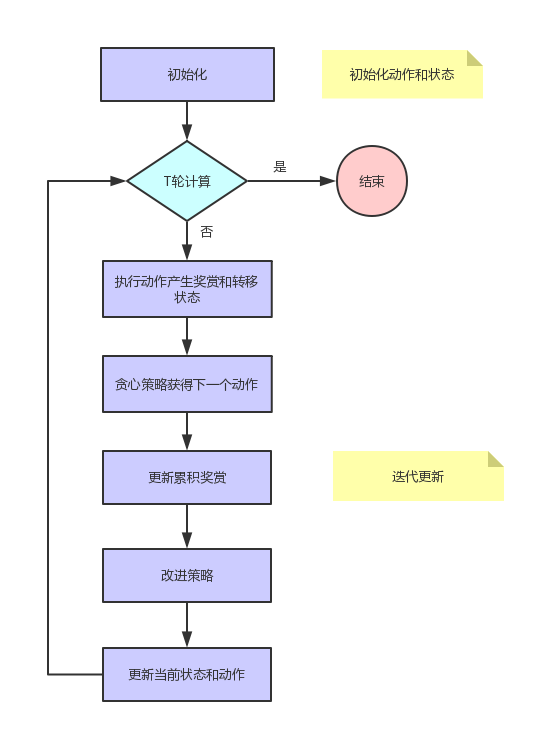 初始化
初始化动作和状态
T轮计算
是
结束
否
执行动作产生奖赏和转移
状态
贪心策略获得下一个动作
更新累积奖赏
迭代更新
改进策略
更新当前状态和动作